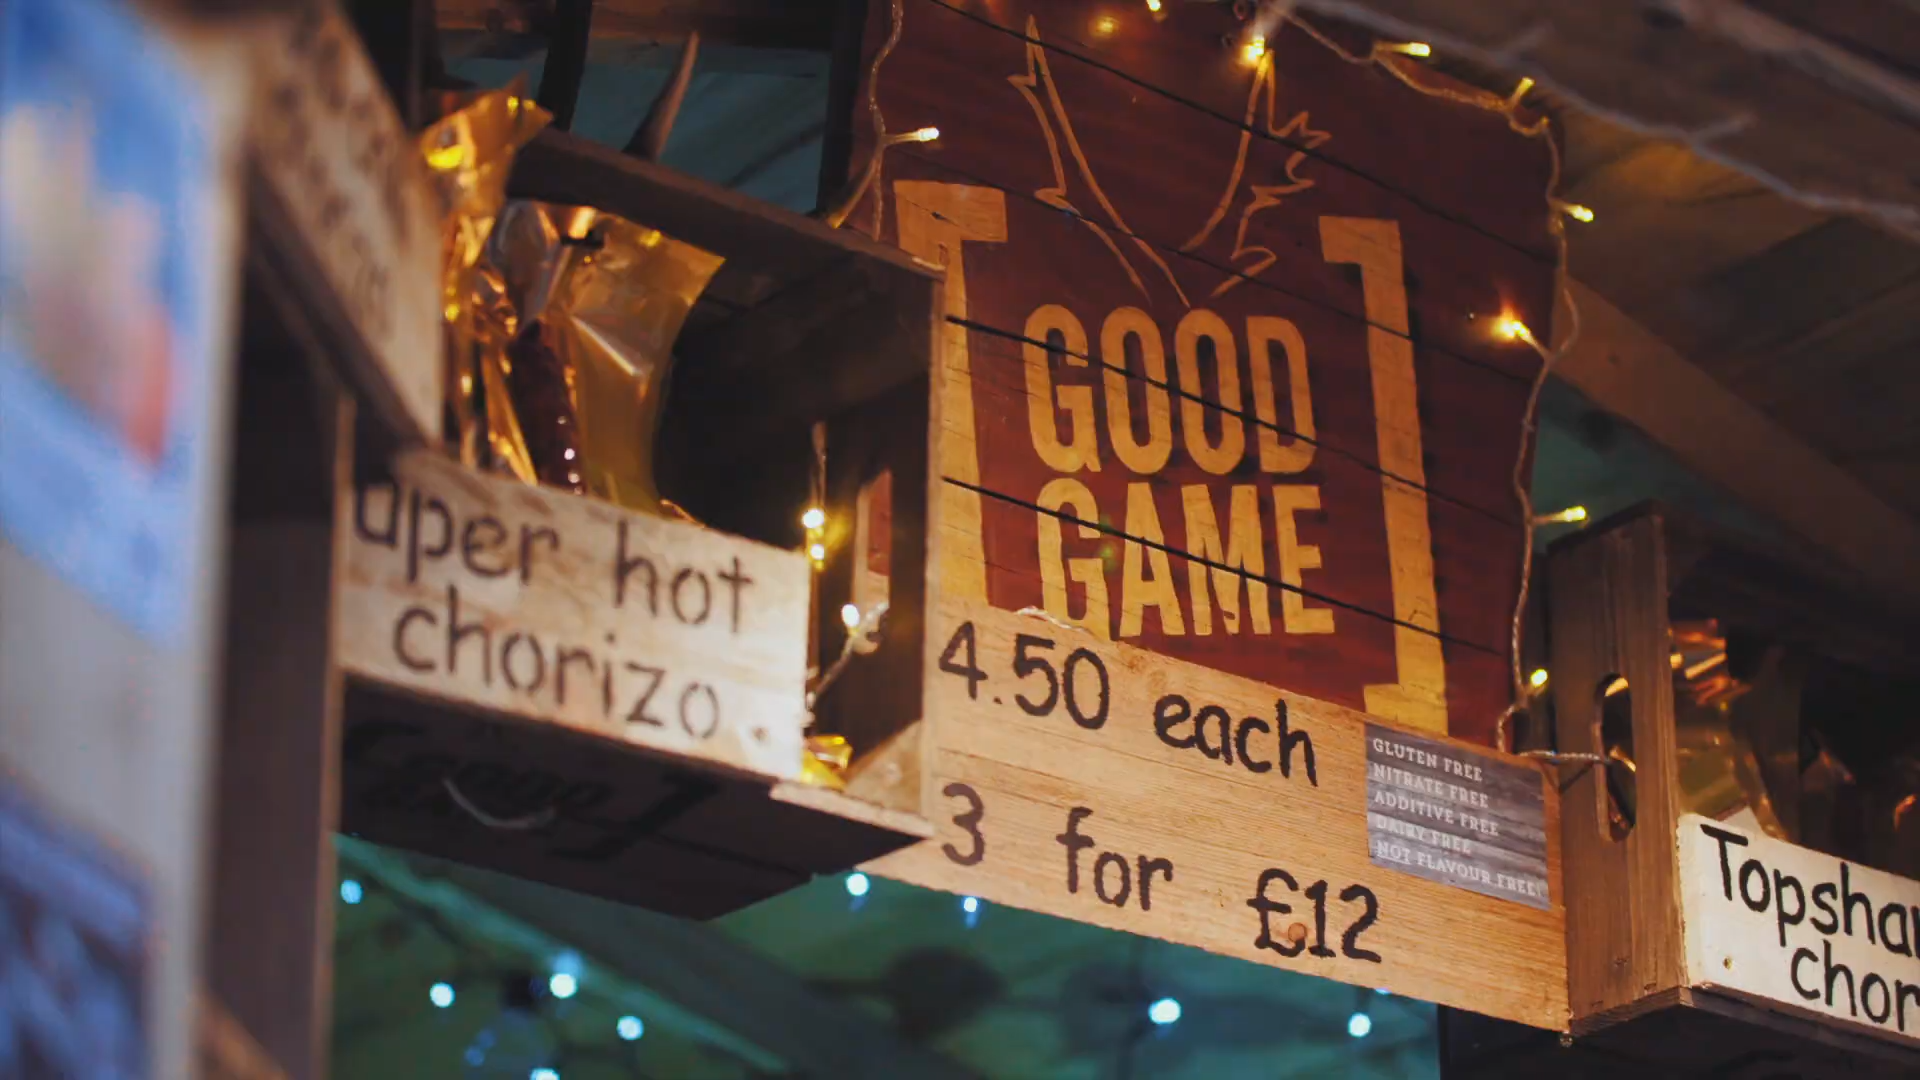 uper hot
chorizo.
GOOD
GAME
4.50 each
3 for £12
GLUTEN FREE
NITRATE FREE
ADDITIVE FREE
DAIRY FREE
NOT FLAVOUR FREE!
Topsha
chor